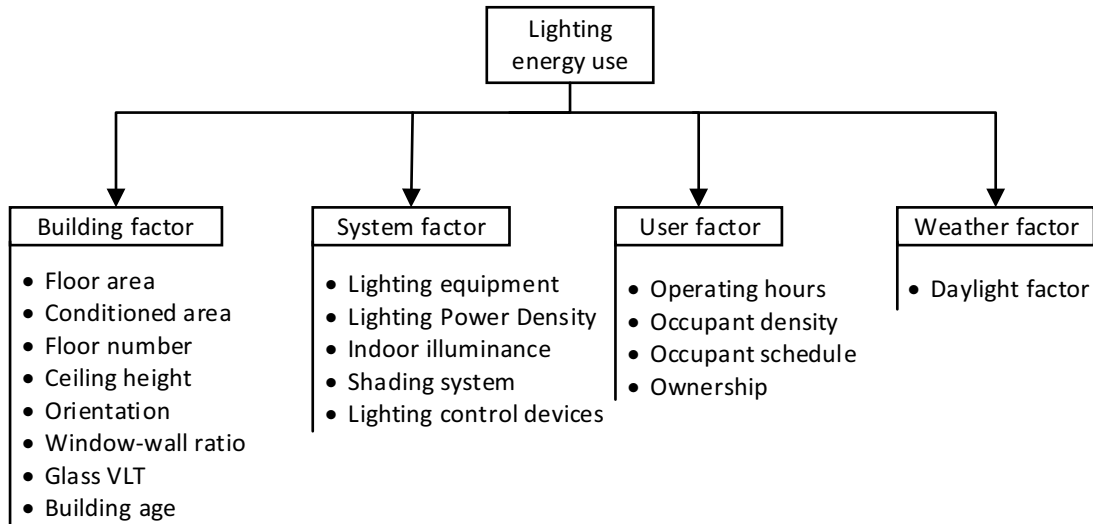 Lighting
energy use
Building factor
• Floor area
• Conditioned area
• Floor number
• Ceiling height
• Orientation
• Window-wall ratio
• Glass VLT
• Building age
System factor
• Lighting equipment
• Lighting Power Density
• Indoor illuminance
• Shading system
• Lighting control devices
User factor
• Operating hours
• Occupant density
• Occupant schedule
• Ownership
Weather factor
• Daylight factor